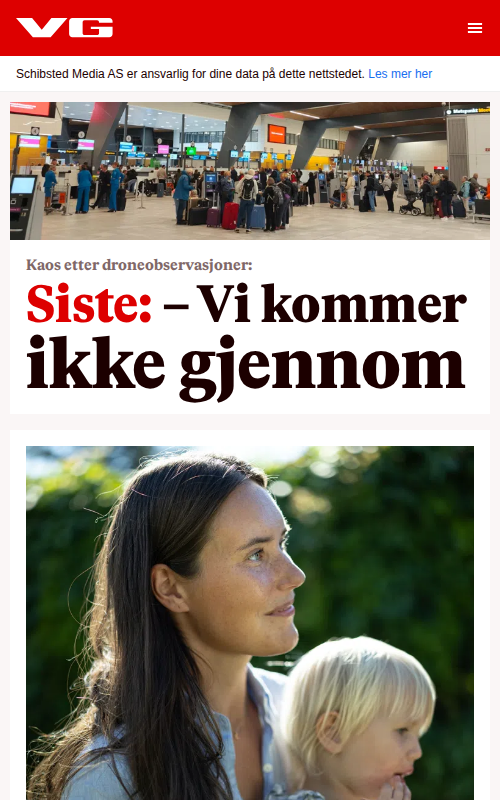 VG
Schibsted Media AS er ansvarlig for dine data på dette nettstedet. Les mer her
Kaos etter droneobservasjoner:
Siste: – Vi kommer
ikke gjennom